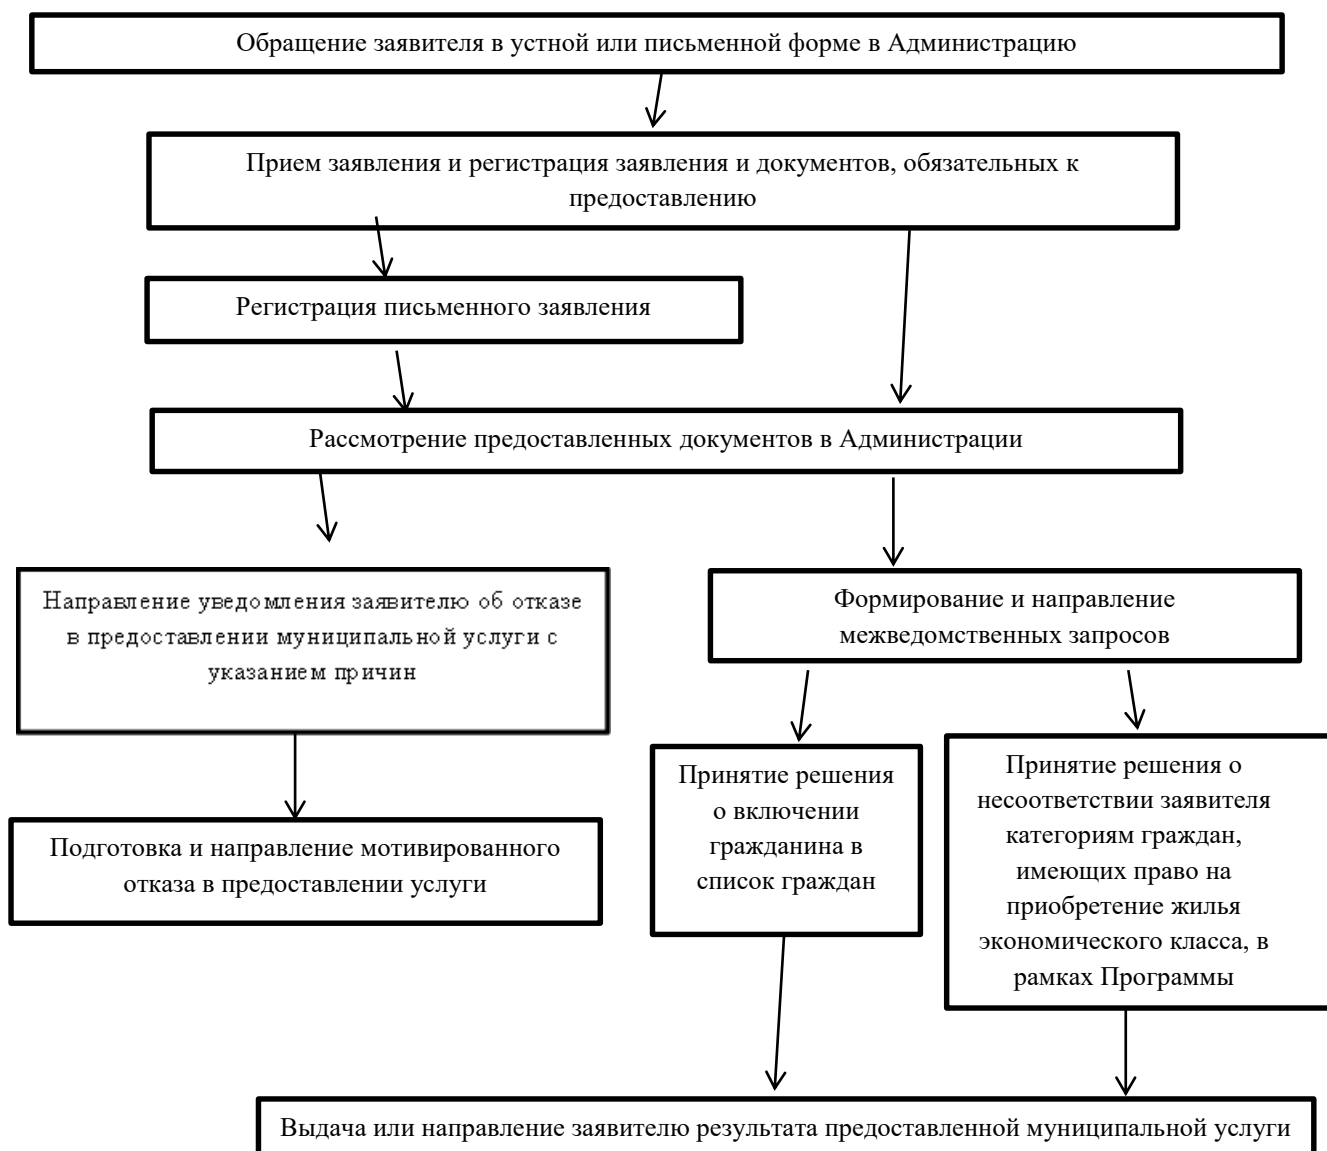 Обращение заявителя в устной или письменной форме в Администрацию
Прием заявления и регистрация заявления и документов, обязательных к
предоставлению
Регистрация письменного заявления
Рассмотрение предоставленных документов в Администрации
Направление уведомления заявителю об отказе
в предоставлении муниципальной услуги с
указанием причин
Формирование и направление
межведомственных запросов
Подготовка и направление мотивированного
отказа в предоставлении услуги
Принятие решения
о включении
гражданина в
список граждан
Принятие решения о
несоответствии заявителя
категориям граждан,
имеющих право на
приобретение жилья
экономического класса, в
рамках Программы
Выдача или направление заявителю результата предоставленной муниципальной услуги